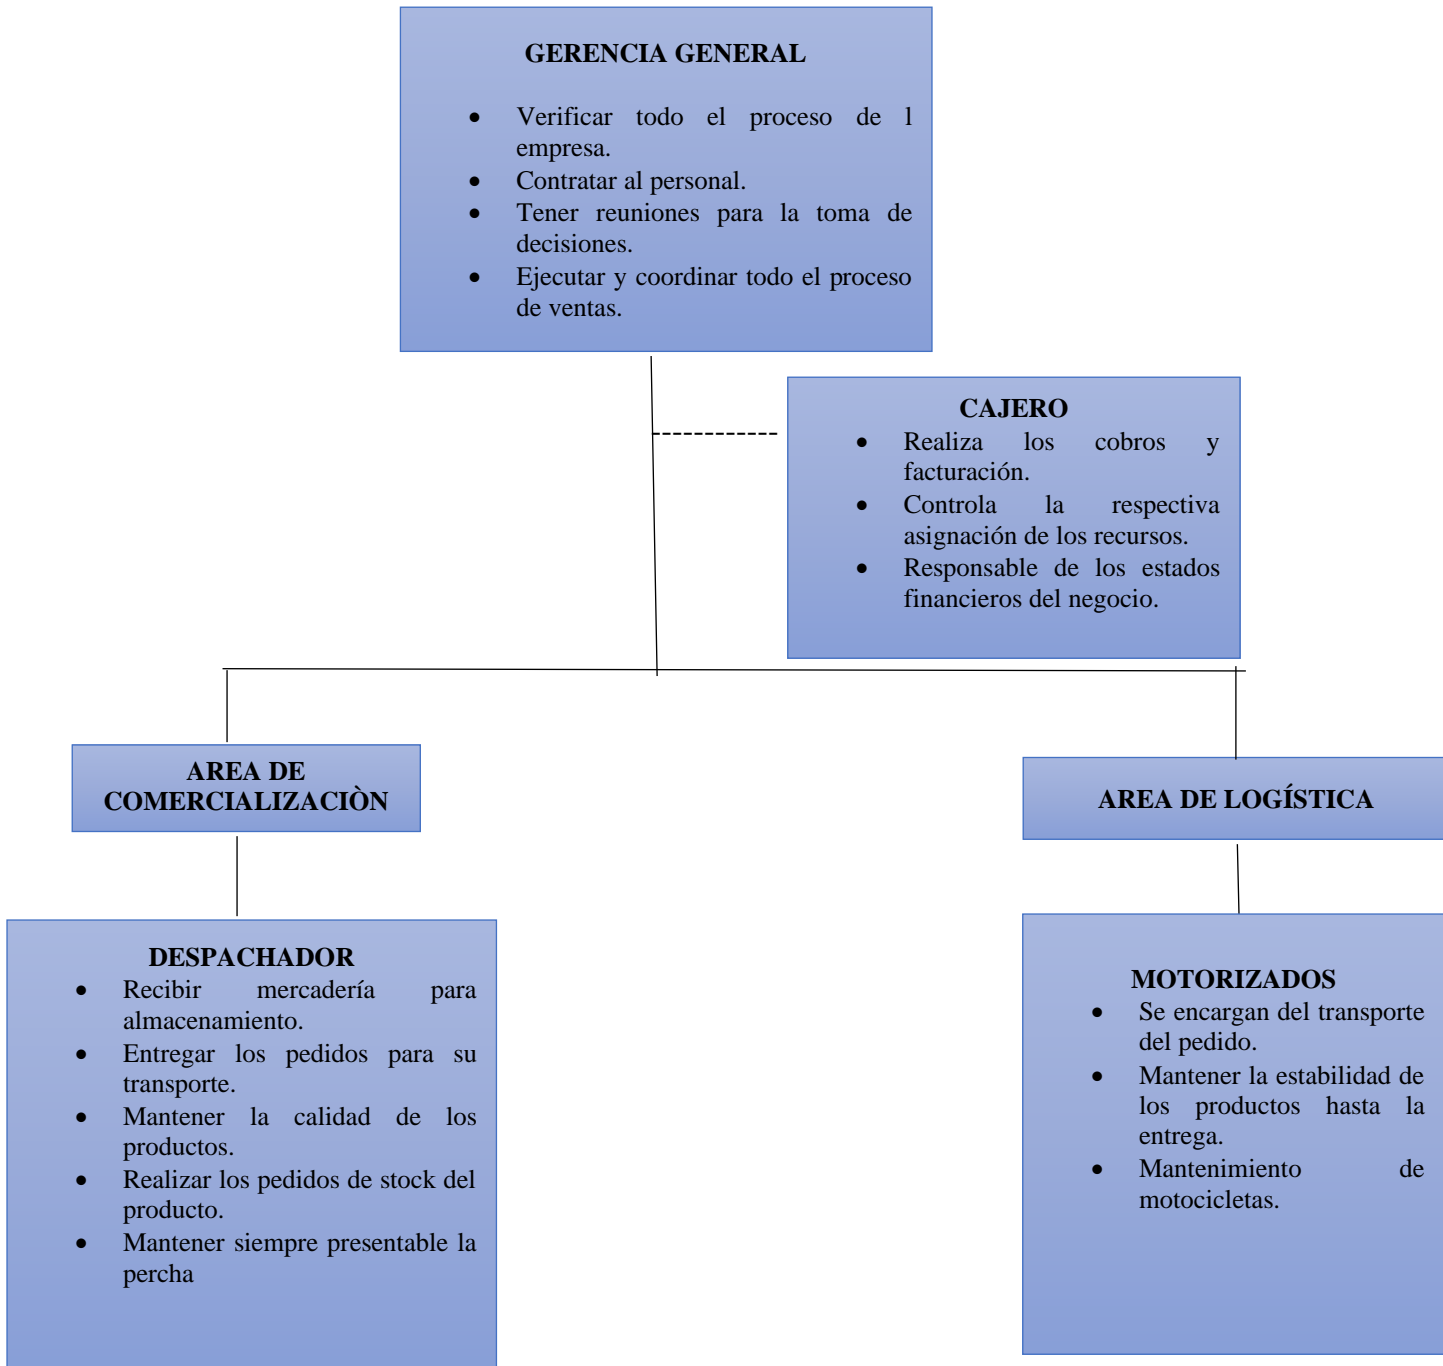 GERENCIA GENERAL
• Verificar todo el proceso de l
empresa.
• Contratar al personal.
• Tener reuniones para la toma de
decisiones.
• Ejecutar y coordinar todo el proceso
de ventas.
CAJERO
• Realiza los cobros y
facturación.
• Controla la respectiva
asignación de los recursos.
• Responsable de los estados
financieros del negocio.
AREA DE
COMERCIALIZACIÒN
AREA DE LOGÍSTICA
DESPACHADOR
• Recibir mercadería para
almacenamiento.
• Entregar los pedidos para su
transporte.
• Mantener la calidad de los
productos.
• Realizar los pedidos de stock del
producto.
• Mantener siempre presentable la
percha
MOTORIZADOS
• Se encargan del transporte
del pedido.
• Mantener la estabilidad de
los productos hasta la
entrega.
• Mantenimiento de
motocicletas.